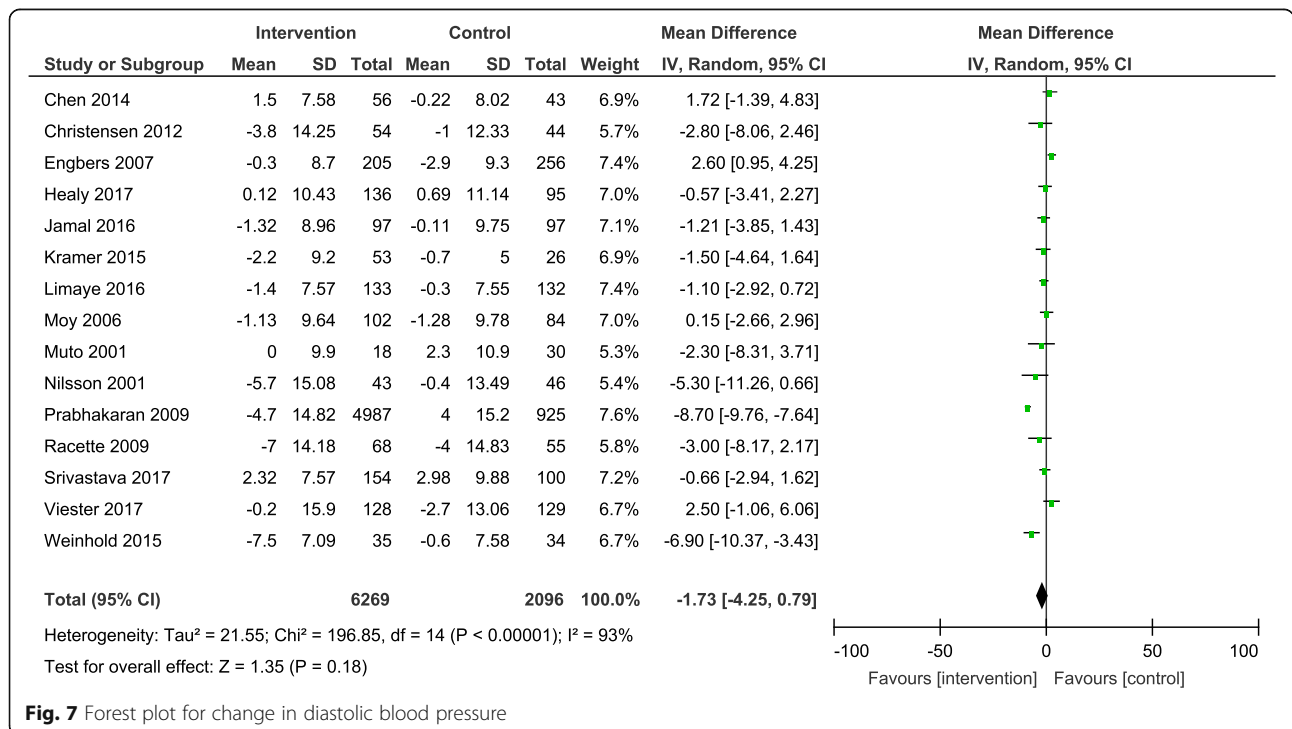 Intervention Control Mean Difference Mean Difference
Study or Subgroup Mean SD Total Mean SD Total Weight IV, Random, 95% CI IV, Random, 95% CI
Chen 2014 1.5 7.58 56 -0.22 8.02 43 6.9% 1.72 [-1.39, 4.83]
Christensen 2012 -3.8 14.25 54 -1 12.33 44 5.7% -2.80 [-8.06, 2.46]
Engbers 2007 -0.3 8.7 205 -2.9 9.3 256 7.4% 2.60 [0.95, 4.25]
Healy 2017 0.12 10.43 136 0.69 11.14 95 7.0% -0.57 [-3.41, 2.27]
Jamal 2016 -1.32 8.96 97 -0.11 9.75 97 7.1% -1.21 [-3.85, 1.43]
Kramer 2015 -2.2 9.2 53 -0.7 5 26 6.9% -1.50 [-4.64, 1.64]
Limaye 2016 -1.4 7.57 133 -0.3 7.55 132 7.4% -1.10 [-2.92, 0.72]
Moy 2006 -1.13 9.64 102 -1.28 9.78 84 7.0% 0.15 [-2.66, 2.96]
Muto 2001 0 9.9 18 2.3 10.9 30 5.3% -2.30 [-8.31, 3.71]
Nilsson 2001 -5.7 15.08 43 -0.4 13.49 46 5.4% -5.30 [-11.26, 0.66]
Prabhakaran 2009 -4.7 14.82 4987 4 15.2 925 7.6% -8.70 [-9.76, -7.64]
Racette 2009 -7 14.18 68 -4 14.83 55 5.8% -3.00 [-8.17, 2.17]
Srivastava 2017 2.32 7.57 154 2.98 9.88 100 7.2% -0.66 [-2.94, 1.62]
Viester 2017 -0.2 15.9 128 -2.7 13.06 129 6.7% 2.50 [-1.06, 6.06]
Weinhold 2015 -7.5 7.09 35 -0.6 7.58 34 6.7% -6.90 [-10.37, -3.43]
Total (95% CI) 6269 2096 100.0% -1.73 [-4.25, 0.79]
Heterogeneity: Tau² = 21.55; Chi² = 196.85, df = 14 (P < 0.00001); I² = 93%
Test for overall effect: Z = 1.35 (P = 0.18)
-100 -50 0 50 100
Favours [intervention] Favours [control]
Fig. 7 Forest plot for change in diastolic blood pressure